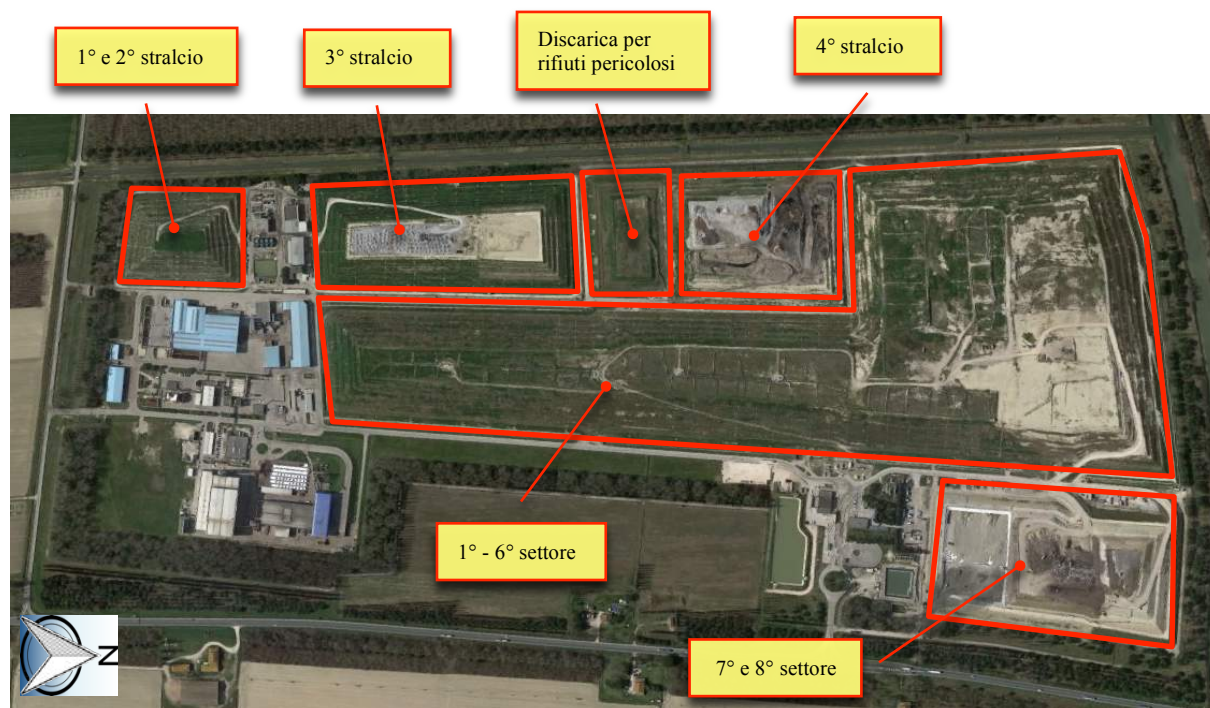 1° e 2° stralcio
3° stralcio
Discarica per
rifiuti pericolosi
4° stralcio
1° - 6° settore
7° e 8° settore
N